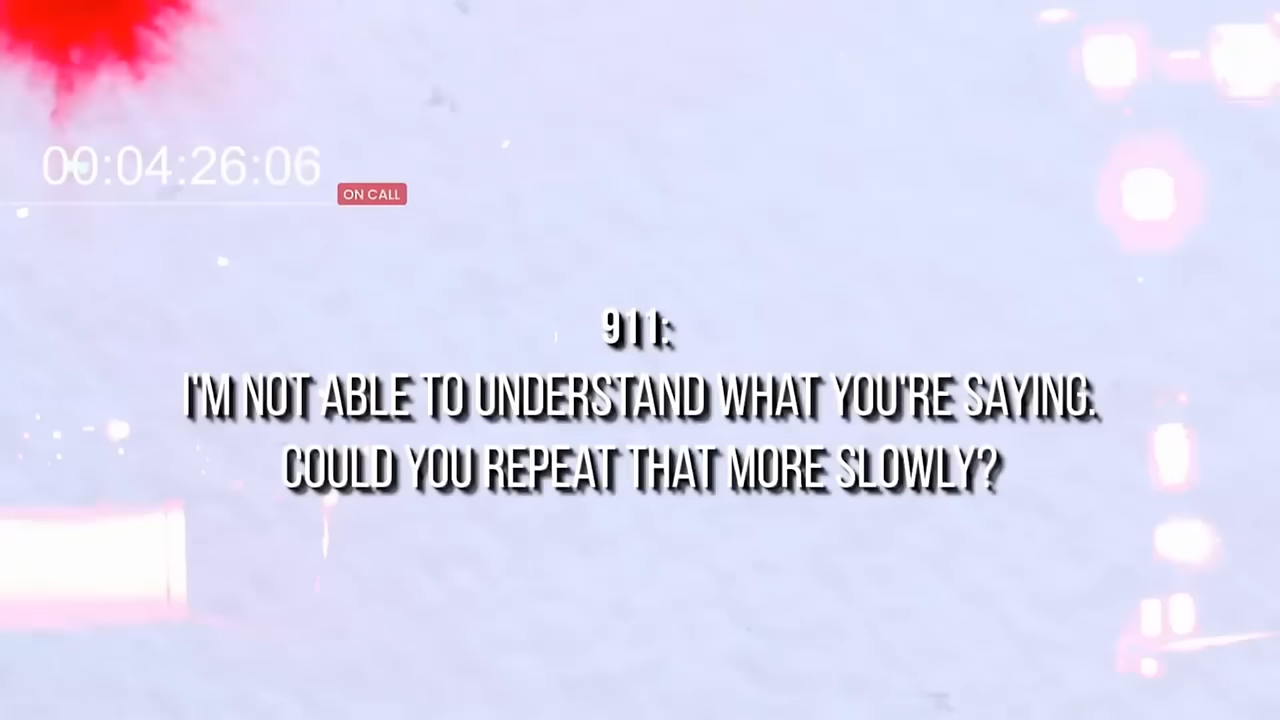 00:04:26:06
ON CALL
911:
I'M NOT ABLE TO UNDERSTAND WHAT YOU'RE SAYING.
COULD YOU REPEAT THAT MORE SLOWLY?